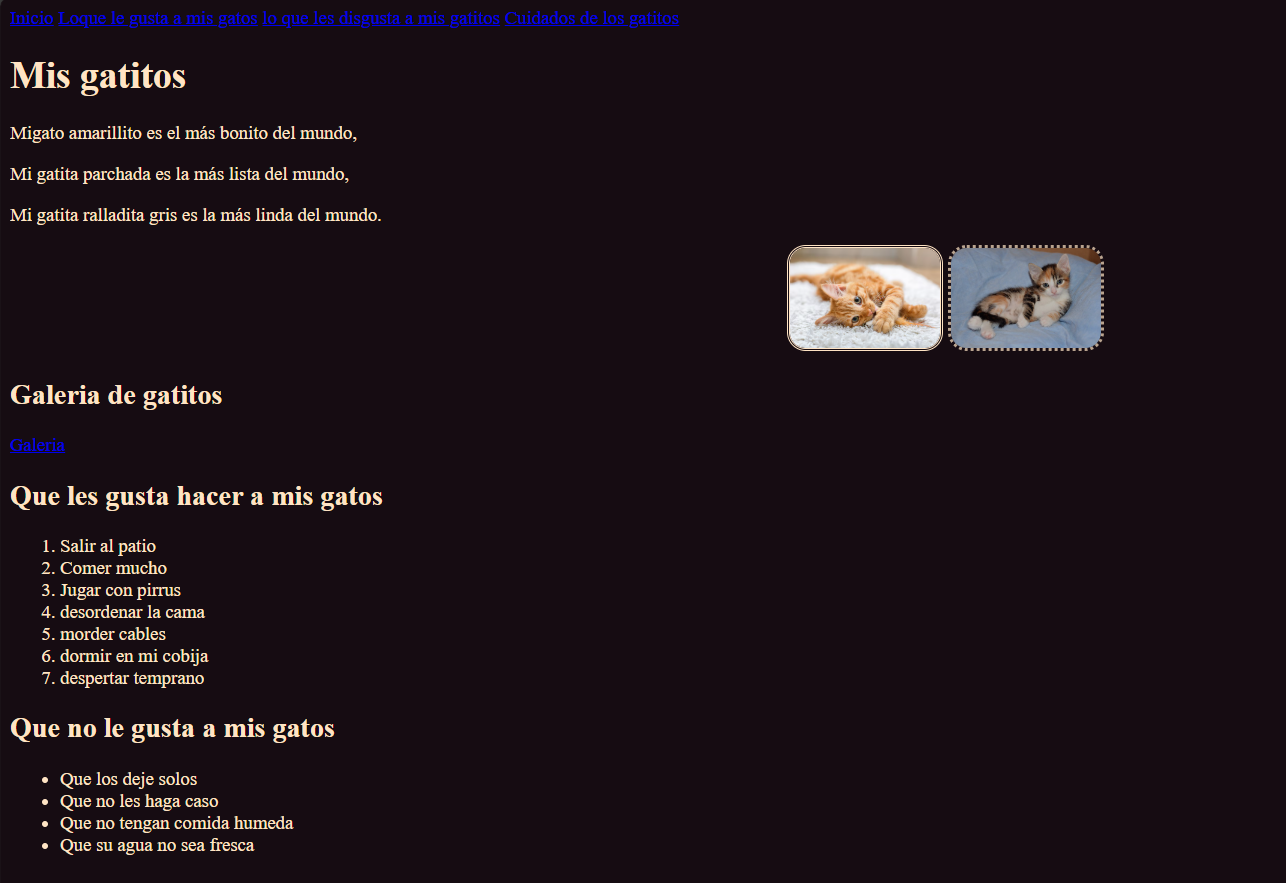 Inicio Loque le gusta a mis gatos lo que les disgusta a mis gatitos Cuidados de los gatitos
Mis gatitos
Migato amarillito es el más bonito del mundo,
Mi gatita parchada es la más lista del mundo,
Mi gatita ralladita gris es la más linda del mundo.
Galeria de gatitos
Galeria
Que les gusta hacer a mis gatos
1. Salir al patio
2. Comer mucho
3. Jugar con pirrus
4. desordenar la cama
5. morder cables
6. dormir en mi cobija
7. despertar temprano
Que no le gusta a mis gatos
• Que los deje solos
• Que no les haga caso
• Que no tengan comida humeda
• Que su agua no sea fresca